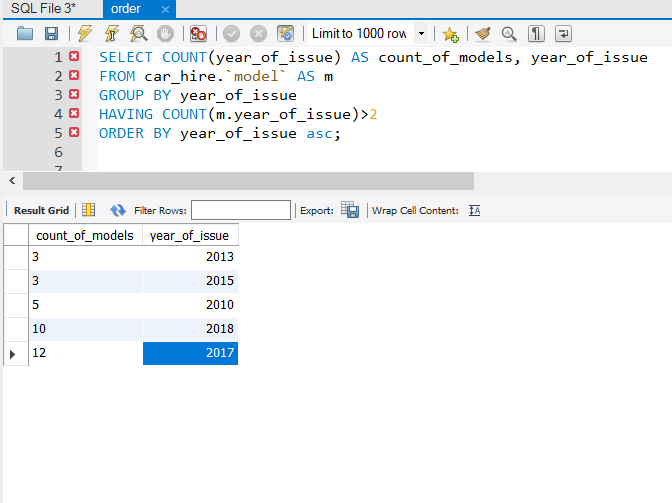 SQL File 3* order ×
Limit to 1000 row
1 SELECT COUNT(year_of_issue) AS count_of_models, year_of_issue
2 FROM car_hire.`model` AS m
3 GROUP BY year_of_issue
4 HAVING COUNT(m.year_of_issue)>2
5 ORDER BY year_of_issue asc;
6
7
Result Grid Filter Rows: Export: Wrap Cell Content: IA
count_of_models year_of_issue
3 2013
3 2015
5 2010
10 2018
12 2017